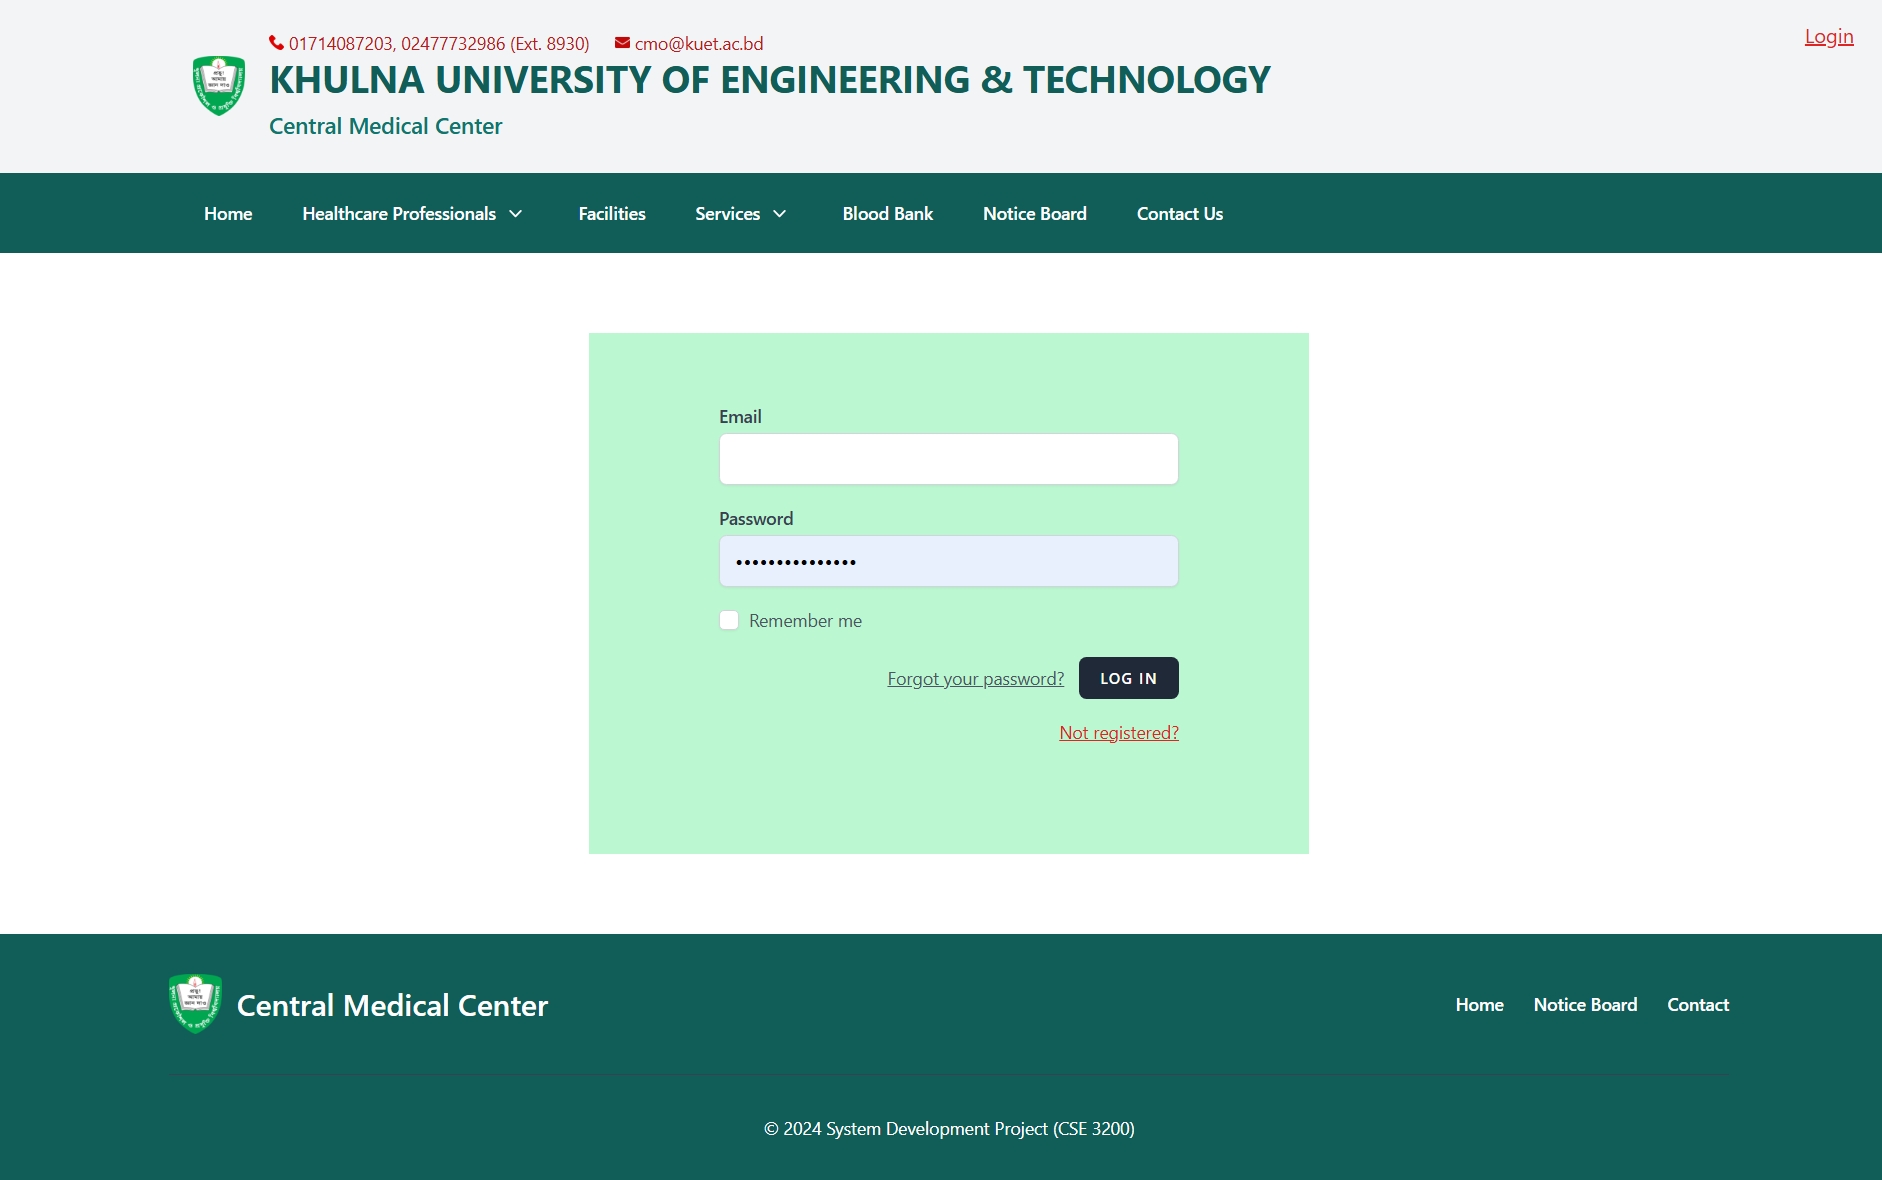 01714087203, 02477732986 (Ext. 8930) cmo@kuet.ac.bd
Login
KHULNA UNIVERSITY OF ENGINEERING & TECHNOLOGY
Central Medical Center
Home Healthcare Professionals Facilities Services Blood Bank Notice Board Contact Us
Email
Password
Remember me
Forgot your password? LOG IN
Not registered?
Central Medical Center
Home Notice Board Contact
© 2024 System Development Project (CSE 3200)